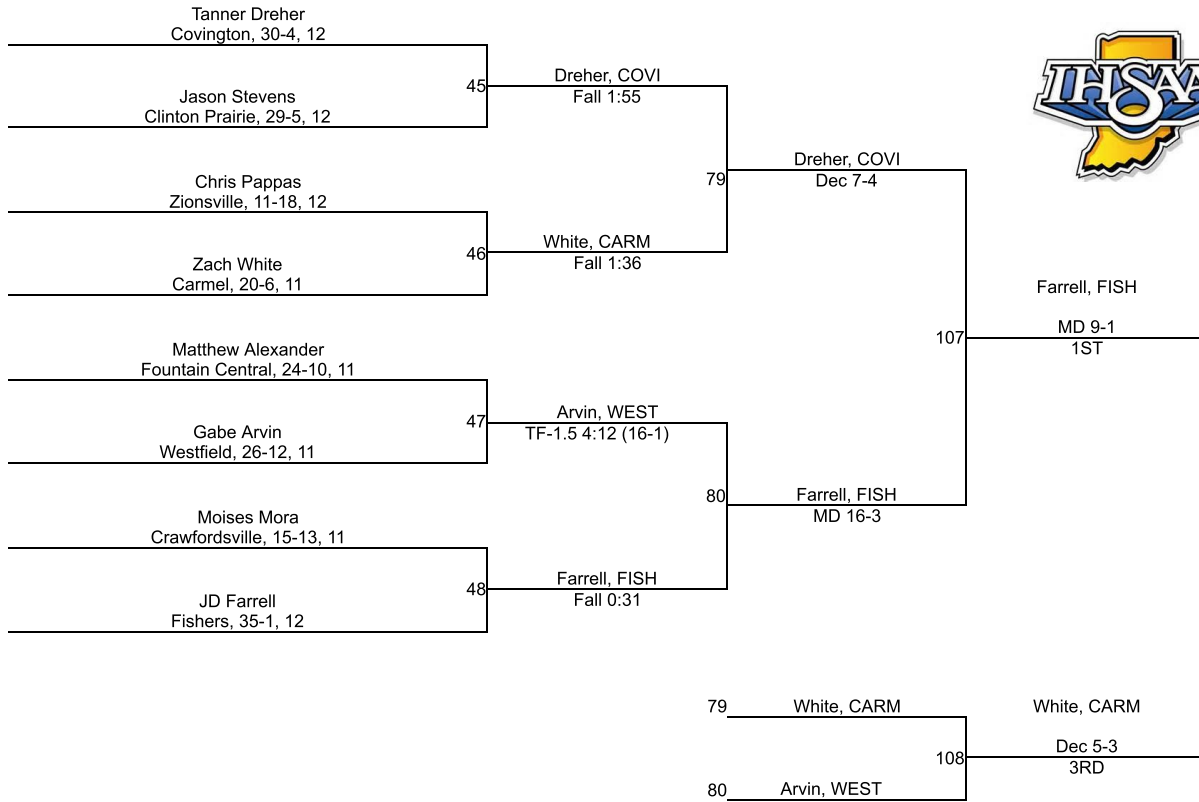 Tanner Dreher
Covington, 30-4, 12
45
Dreher, COVI
Fall 1:55
Jason Stevens
Clinton Prairie, 29-5, 12
IHSAA
79
Dreher, COVI
Dec 7-4
Chris Pappas
Zionsville, 11-18, 12
46
White, CARM
Fall 1:36
Zach White
Carmel, 20-6, 11
107
Farrell, FISH
MD 9-1
1ST
Matthew Alexander
Fountain Central, 24-10, 11
47
Arvin, WEST
TF-1.5 4:12 (16-1)
Gabe Arvin
Westfield, 26-12, 11
80
Farrell, FISH
MD 16-3
Moises Mora
Crawfordsville, 15-13, 11
48
Farrell, FISH
Fall 0:31
JD Farrell
Fishers, 35-1, 12
79
White, CARM
108
White, CARM
Dec 5-3
3RD
80
Arvin, WEST